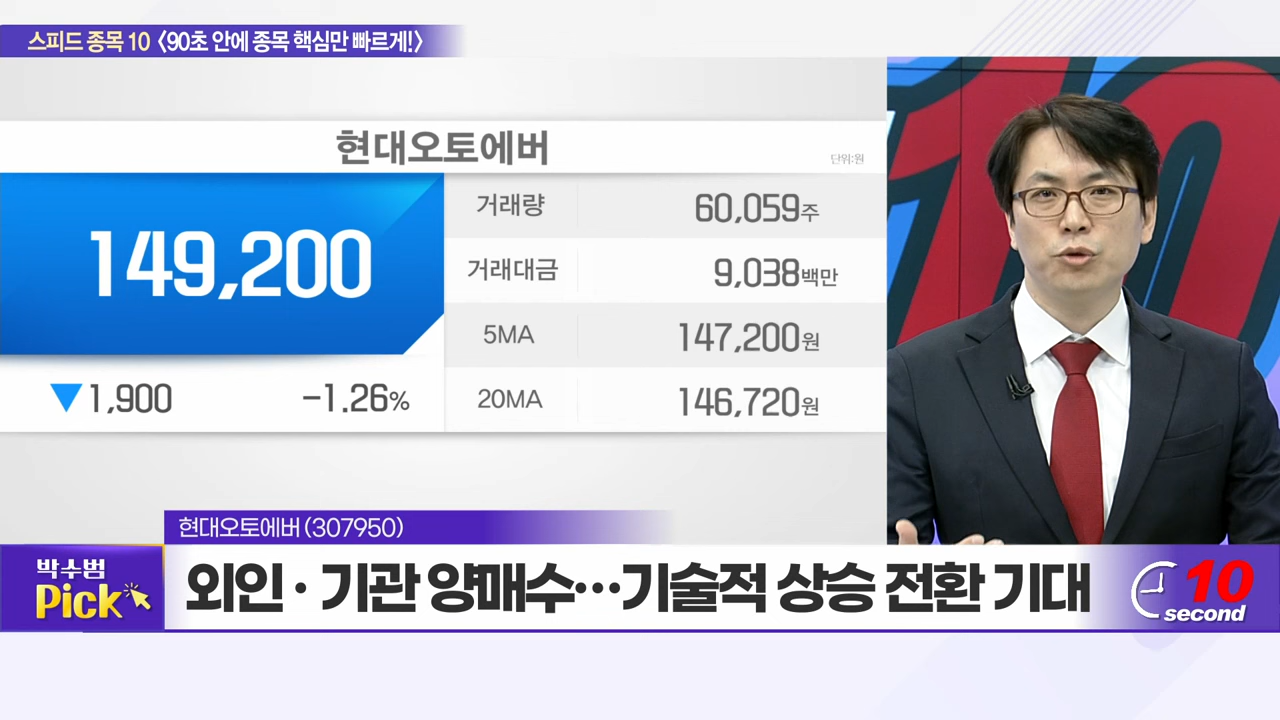 스피드 종목 10 〈90초 안에 종목 핵심만 빠르게!〉
현대오토에버
단위:원
149,200
▼1,900 -1.26%
거래량 60,059주
거래대금 9,038백만
5MA 147,200원
20MA 146,720원
10
현대오토에버(307950)
박수범
Pick
외인·기관 양매수…기술적 상승 전환 기대
10
second